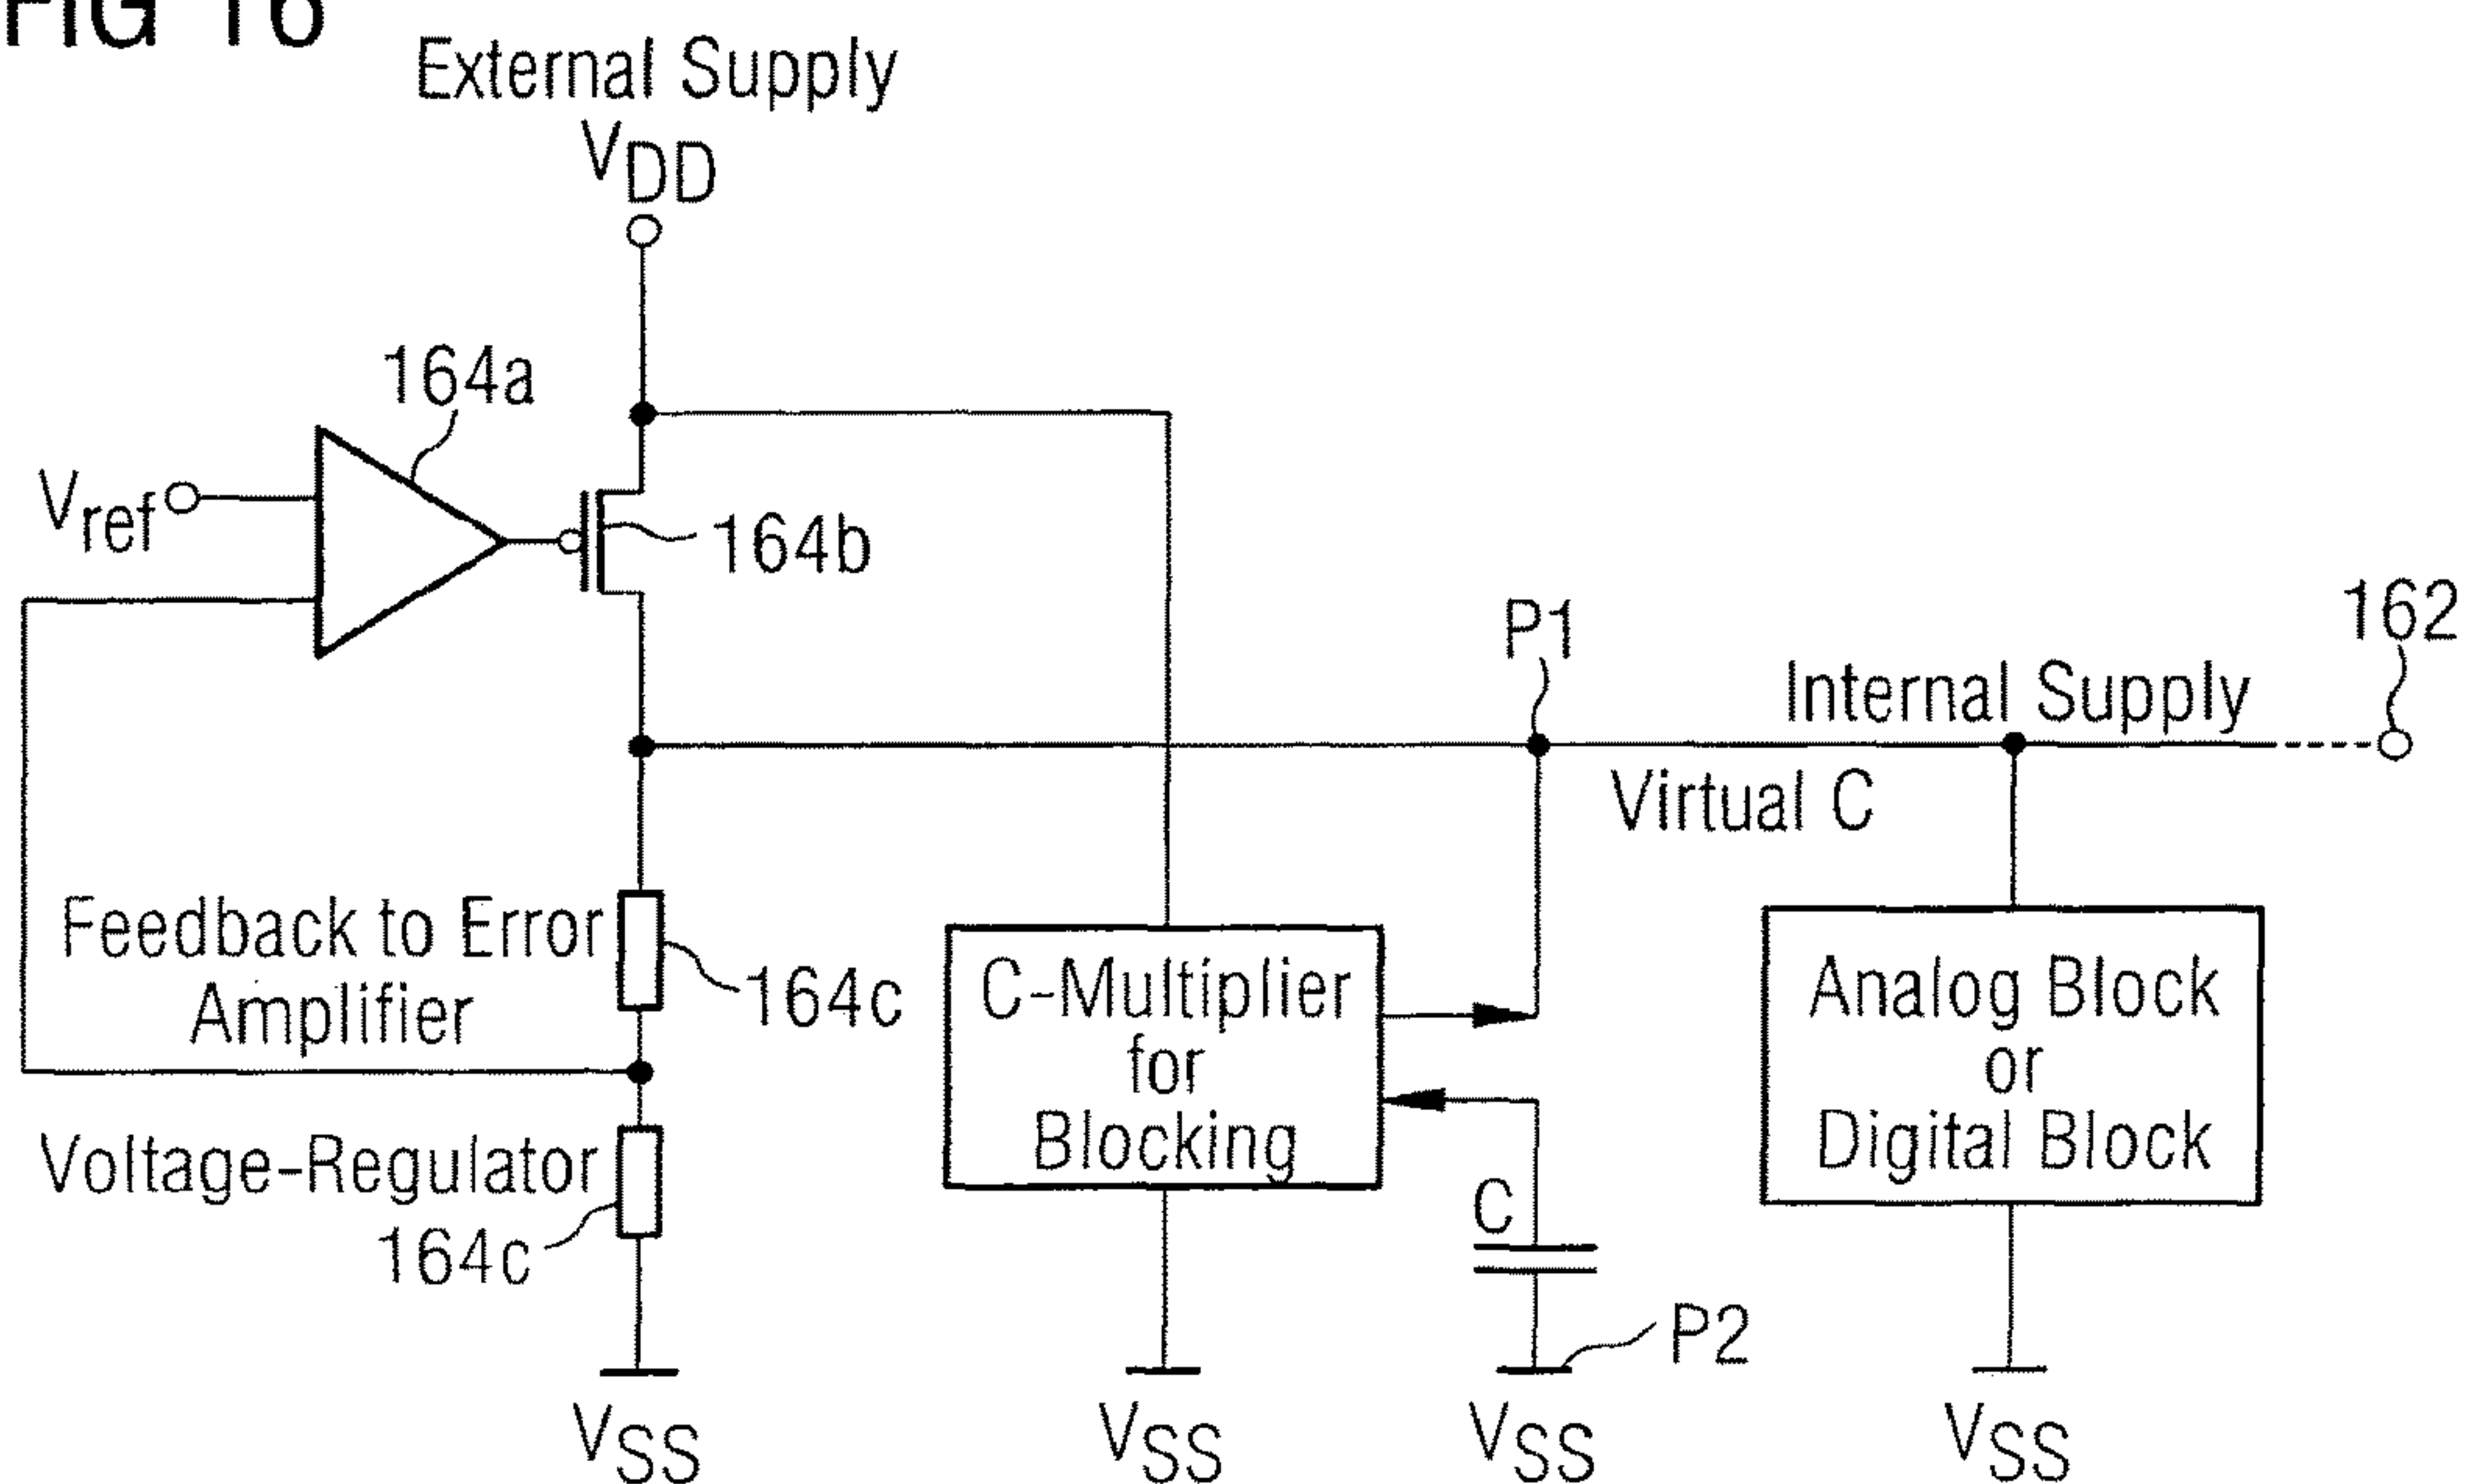 FIG 16
External Supply
VDD
164a
Vref
164b
P1
162
Internal Supply
Virtual C
Feedback to Error
Amplifier
164c
C-Multiplier
for
Blocking
Analog Block
or
Digital Block
Voltage-Regulator
164c
C
P2
VSS
VSS
VSS
VSS